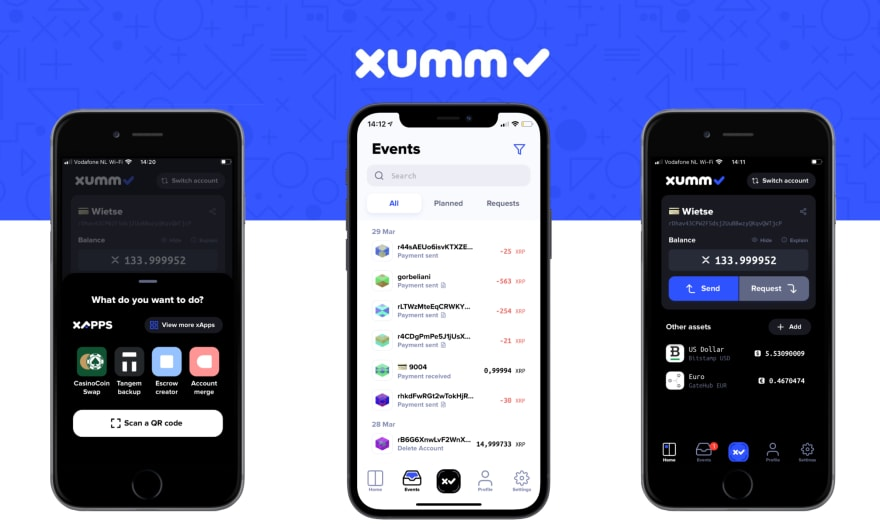 xumm
Vodafone NL Wi-Fi 14:20
xumm Switch account
Wietse
Balance Hide Explain
X 133.999952
What do you want to do?
XAPPS View more xApps
CasinoCoin Swap
Tangem backup
Escrow creator
Account merge
Scan a QR code
14:12
Events
Search
All Planned Requests
29 Mar
r44sAEUo6isvKTXZE... -25 XRP
Payment sent
gorbeliani -563 XRP
Payment sent
rLTWzMteEqCRWKY... -254 XRP
Payment sent
r4CDgPmPe5J1jUsX... -21 XRP
Payment sent
9004 0,99994 XRP
Payment received
rhkdFwRGt2wTokHjR... -30 XRP
Payment sent
28 Mar
rB6G6XnwLvF2WnX... 14,999733 XRP
Delete Account
Home Events Profile Settings
Vodafone NL Wi-Fi 14:11
xumm Switch account
Wietse
Balance Hide Explain
X 133.999952
Send Request
Other assets + Add
US Dollar 5.53090009
Bitstamp USD
Euro 0.4670474
GateHub EUR
Home Events Profile Settings